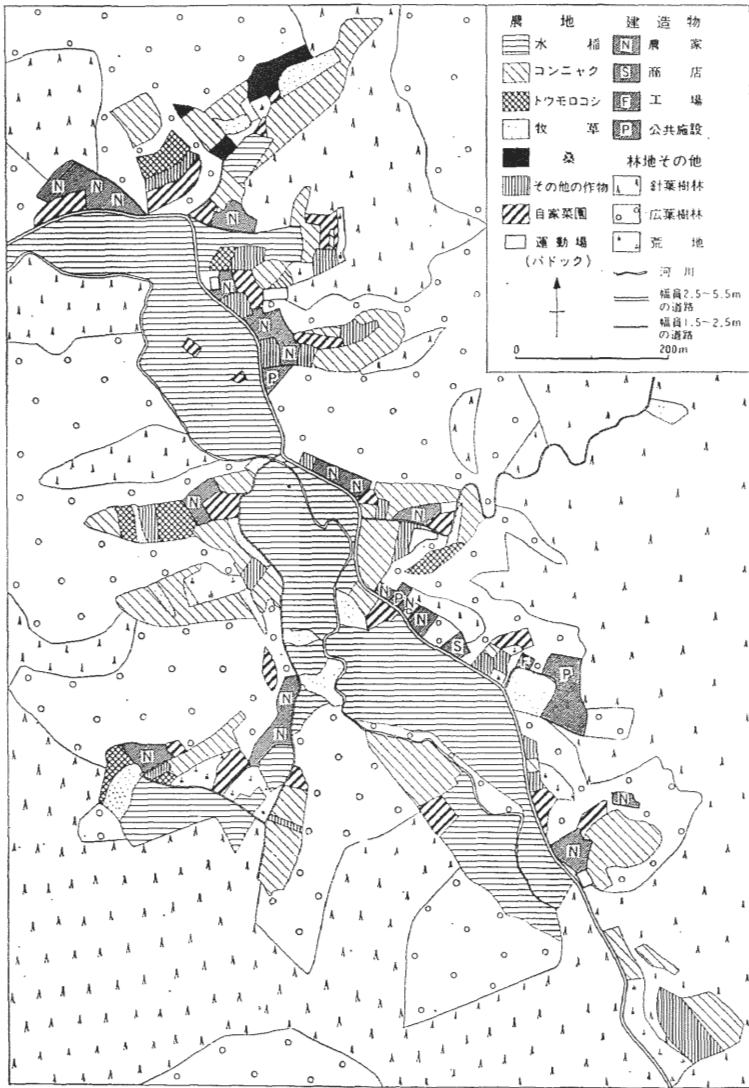 農地
水稲
コンニャク
トウモロコシ
牧草
桑
その他の作物
自家菜園
運動場
(パドック)
建造物
N 農家
S 商店
F 工場
P 公共施設
林地その他
針葉樹林
広葉樹林
荒地
河川
幅員2.5~5.5m
の道路
幅員1.5~2.5m
の道路
0 200m
N
N
N
N
N
N
N
P
N
N
N
N
N
P
N
N
S
F
P
N
N
N
N
N